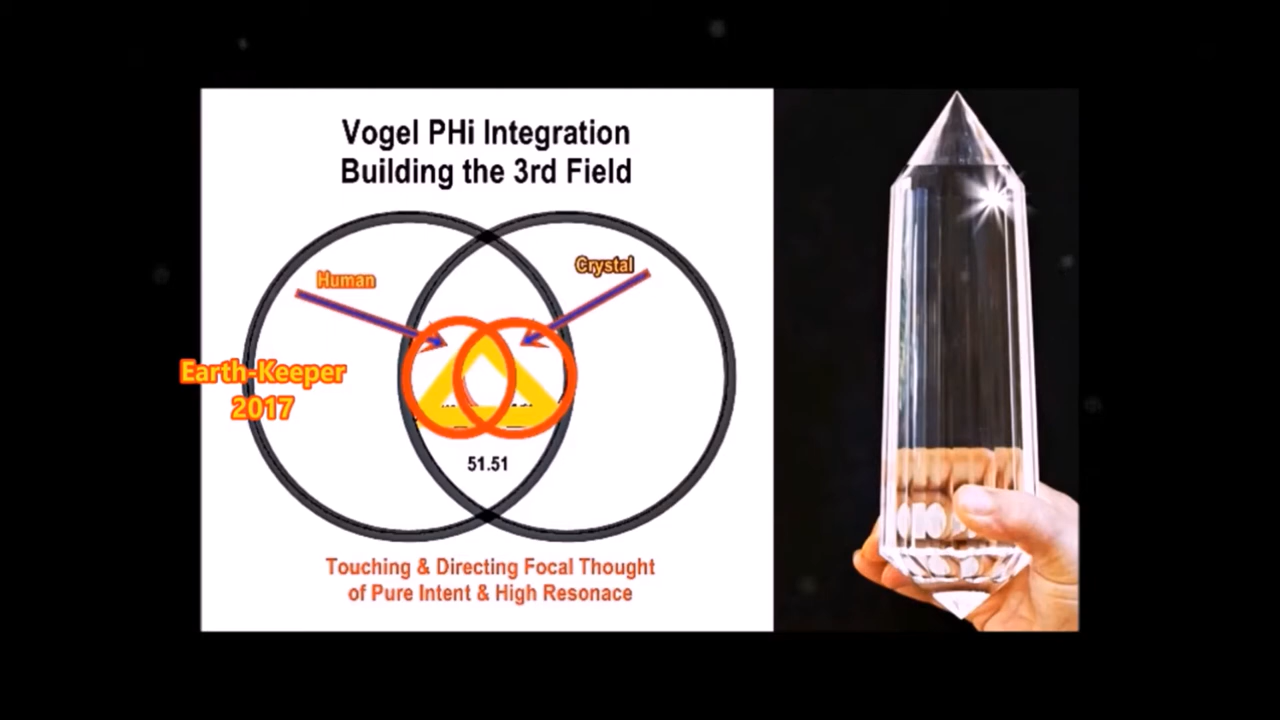 Vogel PHi Integration
Building the 3rd Field
Human
Crystal
Earth-Keeper
2017
51.51
Touching & Directing Focal Thought
of Pure Intent & High Resonace